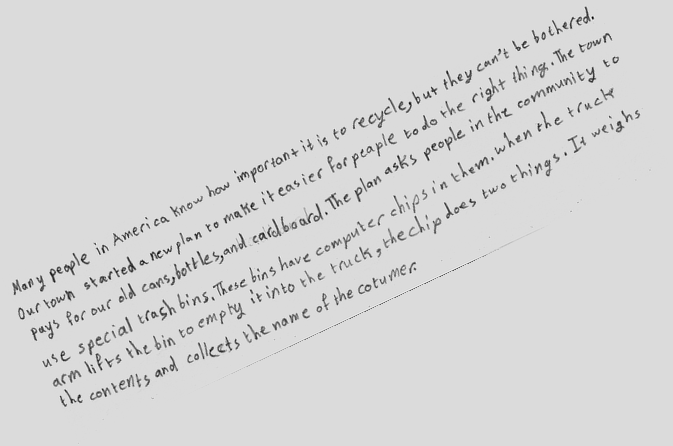 Many people in America know how important it is to recycle, but they can't be bothered.
Our town started a new plan to make it easier for peaple to do the right thing. The town
pays for our old cans, bottles, and cardboard. The plan asks people in the community to
use special trash bins. These bins have computer chips in them. when the truck
arm lifts the bin to empty it into the truck, the chip does two things. It weighs
the contents and collects the name of the cotumer.